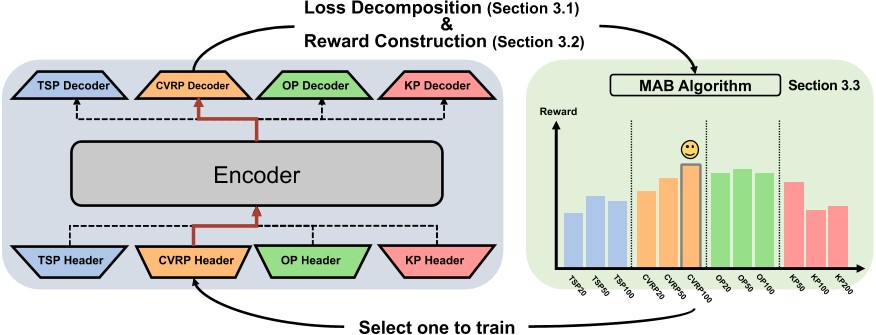 Loss Decomposition (Section 3.1)
&
Reward Construction (Section 3.2)
TSP Decoder
CVRP Decoder
OP Decoder
KP Decoder
Encoder
TSP Header
CVRP Header
OP Header
KP Header
MAB Algorithm
Section 3.3
Reward
TSP20
TSP50
TSP100
CVRP20
CVRP50
CVRP100
OP20
OP50
OP100
KP50
KP100
KP200
Select one to train